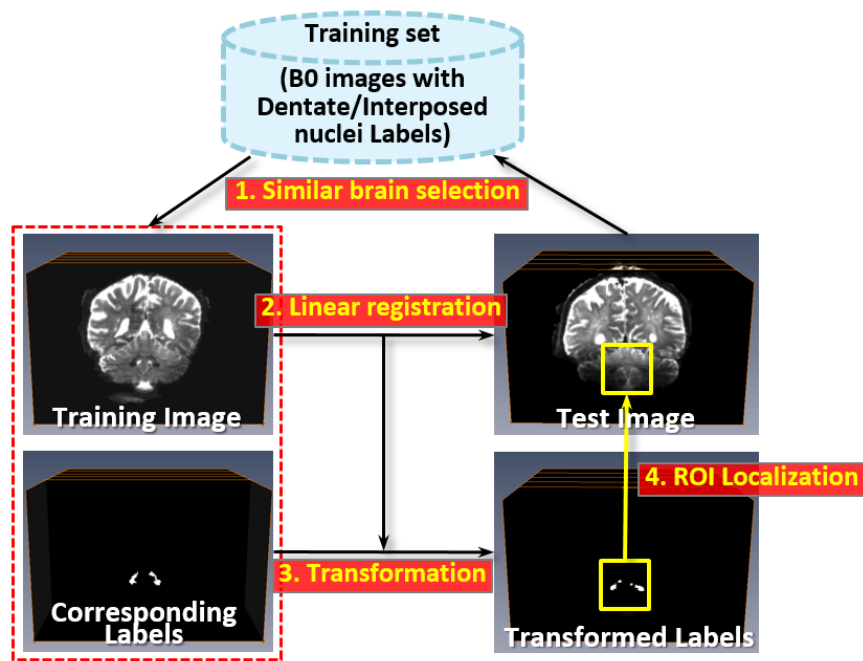 Training set
(B0 images with
Dentate/Interposed
nuclei Labels)
1. Similar brain selection
2. Linear registration
Training Image
Test Image
4. ROI Localization
3. Transformation
Corresponding
Labels
Transformed Labels